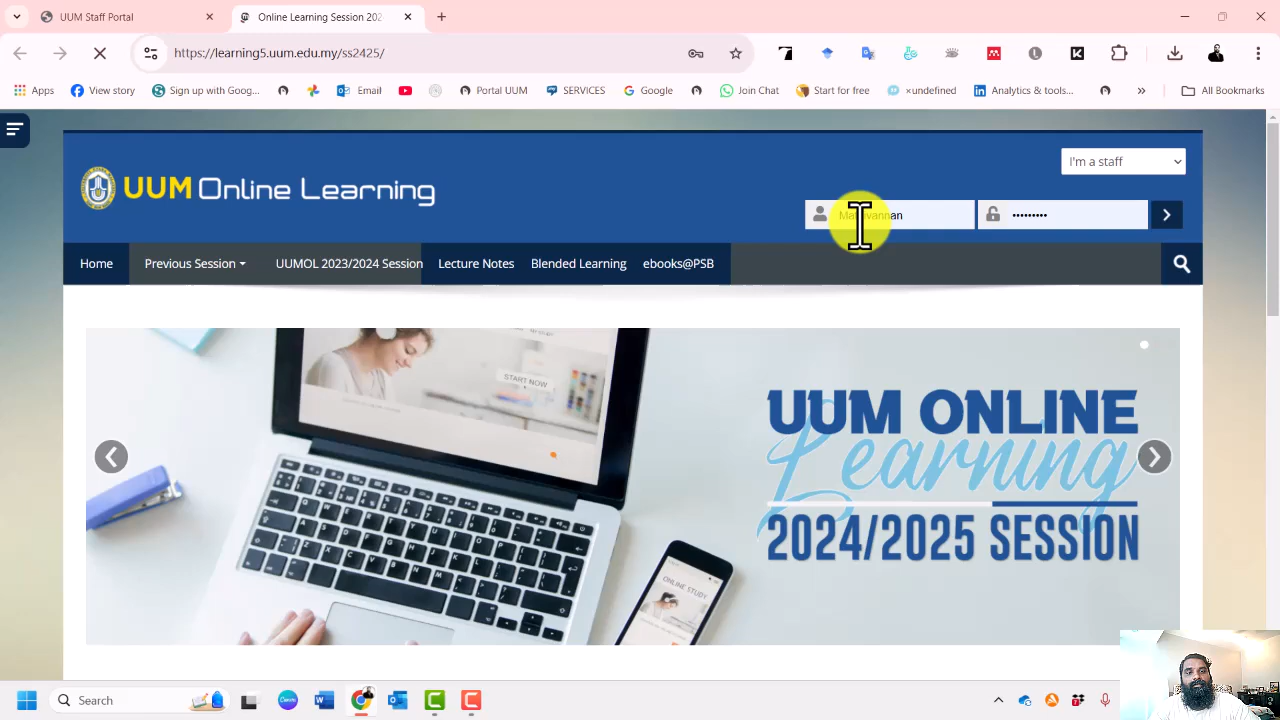 UUM Staff Portal
Online Learning Session 202
https://learning5.uum.edu.my/ss2425/
Apps
View story
Sign up with Goog...
Email
Portal UUM
SERVICES
Google
Join Chat
Start for free
×undefined
Analytics & tools...
»
All Bookmarks
I'm a staff
UUM Online Learning
•••••••••
Home
Previous Session
UUMOL 2023/2024 Session
Lecture Notes
Blended Learning
ebooks@PSB
START NOW
UUM ONLINE
Learning
2024/2025 SESSION
ONLINE STUDY
Search